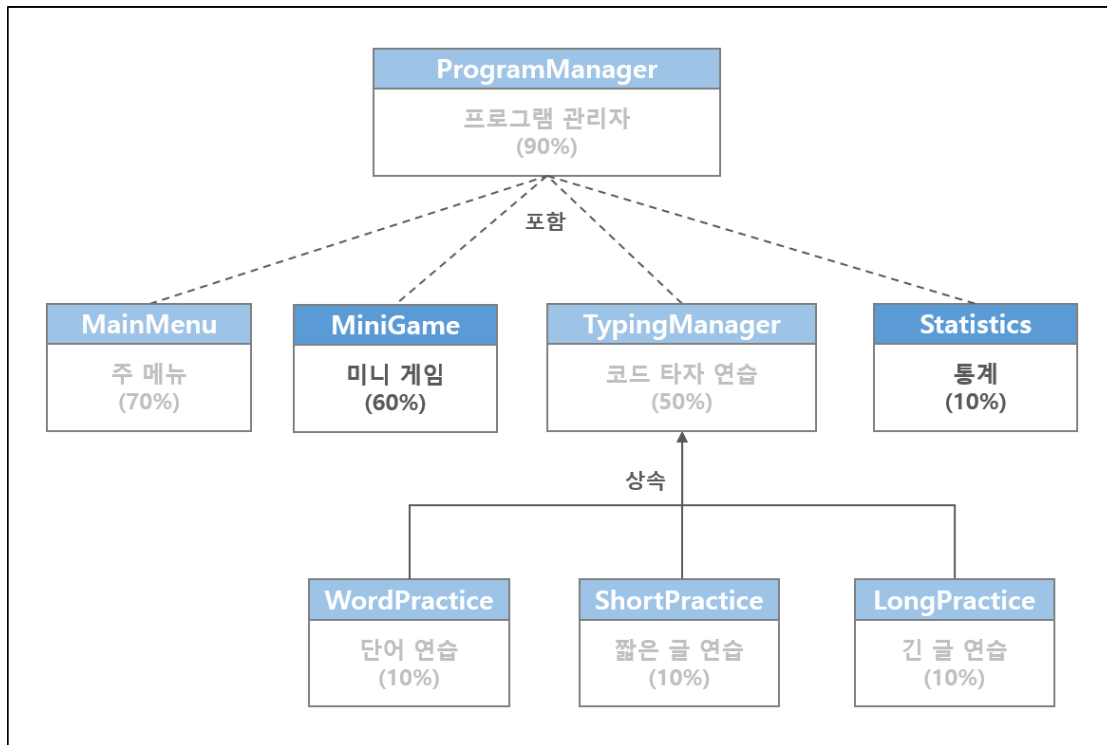 ProgramManager
프로그램 관리자
(90%)
포함
MainMenu
주 메뉴
(70%)
MiniGame
미니 게임
(60%)
TypingManager
코드 타자 연습
(50%)
Statistics
통계
(10%)
상속
WordPractice
단어 연습
(10%)
ShortPractice
짧은 글 연습
(10%)
LongPractice
긴 글 연습
(10%)